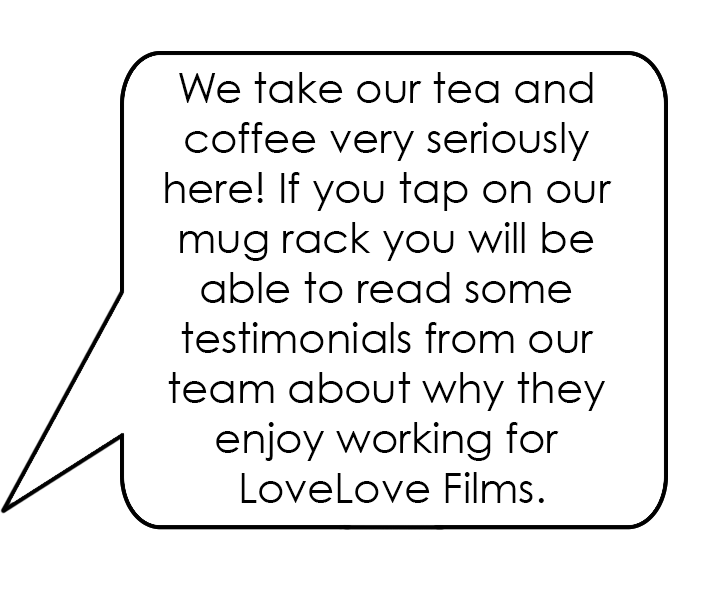 We take our tea and
coffee very seriously
here! If you tap on our
mug rack you will be
able to read some
testimonials from our
team about why they
enjoy working for
LoveLove Films.